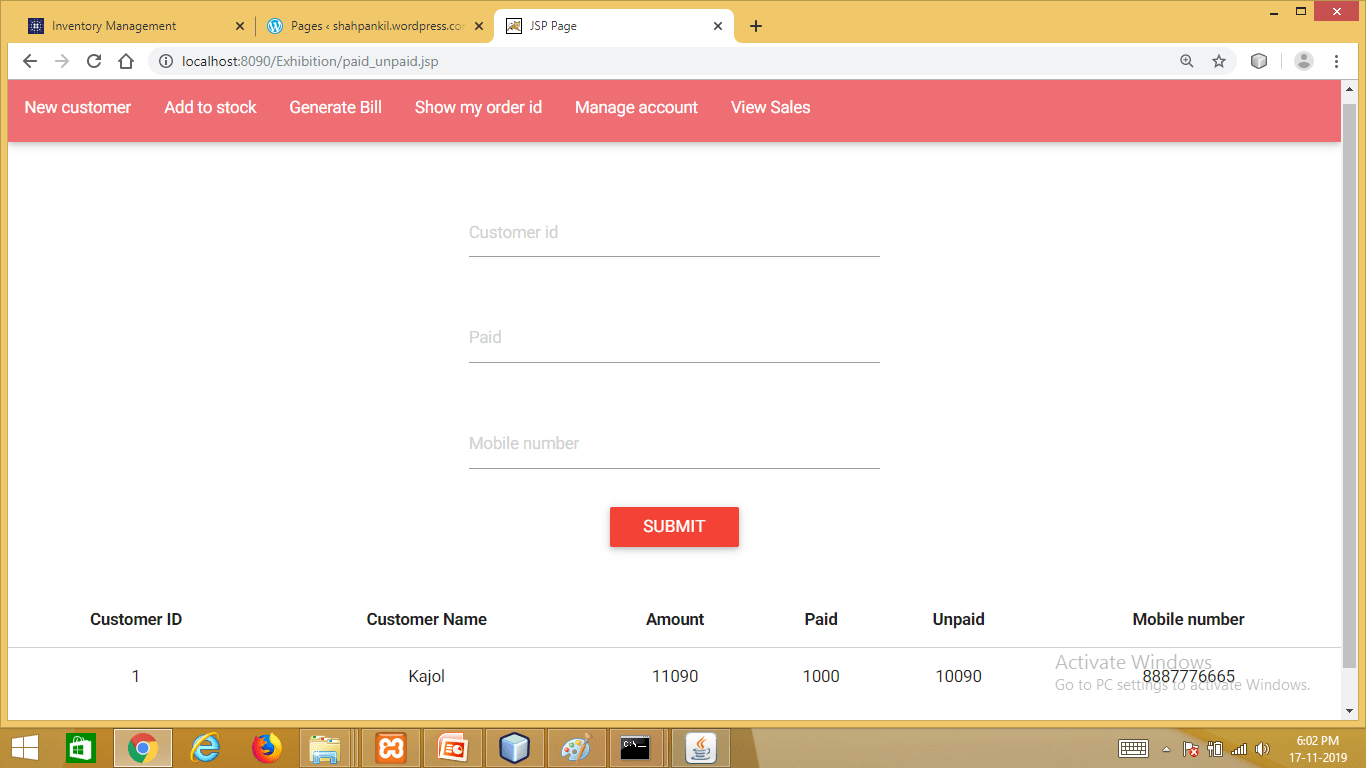 Inventory Management
Pages ‹ shahpankil.wordpress.co
JSP Page
localhost:8090/Exhibition/paid_unpaid.jsp
New customer Add to stock Generate Bill Show my order id Manage account View Sales
Customer id
Paid
Mobile number
SUBMIT
Customer ID Customer Name Amount Paid Unpaid Mobile number
1 Kajol 11090 1000 10090 8887776665
Activate Windows
Go to PC settings to activate Windows.
6:02 PM
17-11-2019